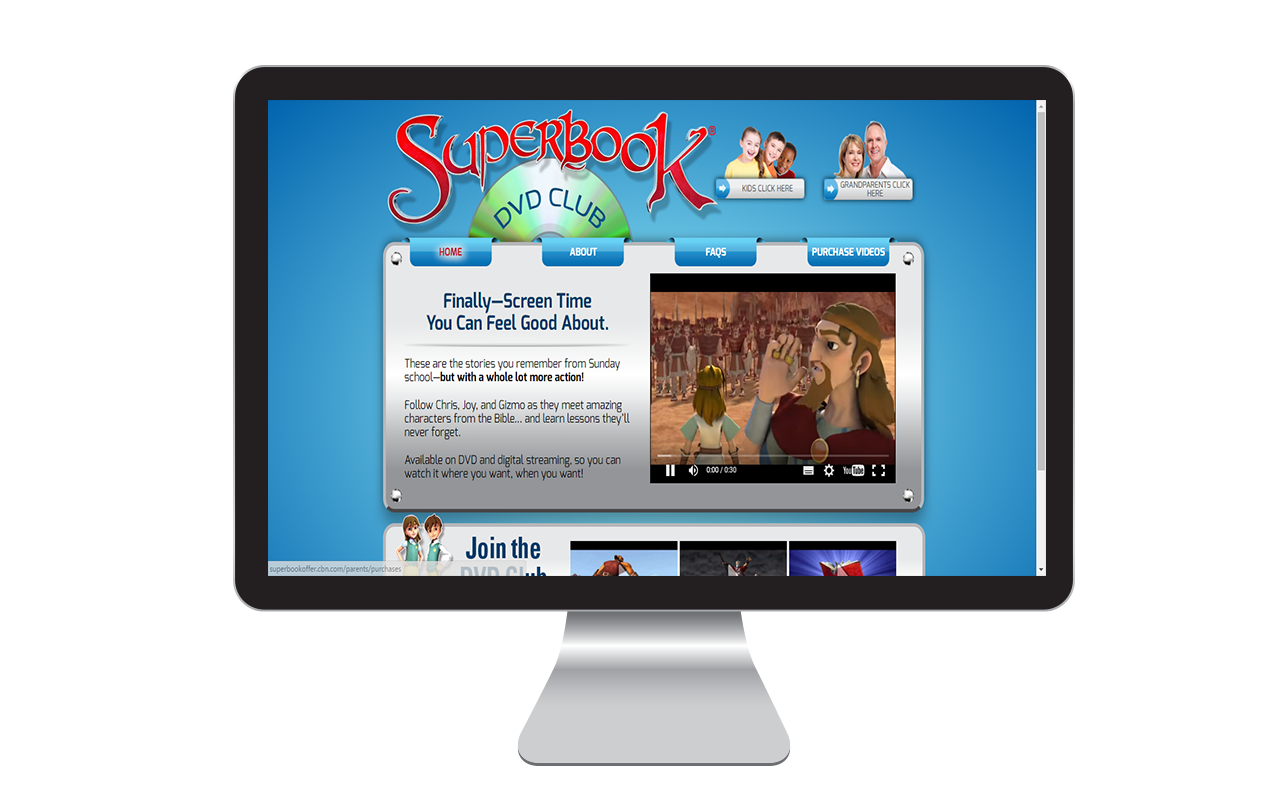 SUPERBOOK®
DVD CLUB
KIDS CLICK HERE
GRANDPARENTS CLICK
HERE
HOME
ABOUT
FAQS
PURCHASE VIDEOS
Finally—Screen Time
You Can Feel Good About.
These are the stories you remember from Sunday
school—but with a whole lot more action!
Follow Chris, Joy, and Gizmo as they meet amazing
characters from the Bible... and learn lessons they'll
never forget.
Available on DVD and digital streaming, so you can
watch it where you want, when you want!
0:00 / 0:30
YouTube
Join the
DVD Club
superbookoffer.cbn.com/parents/purchases